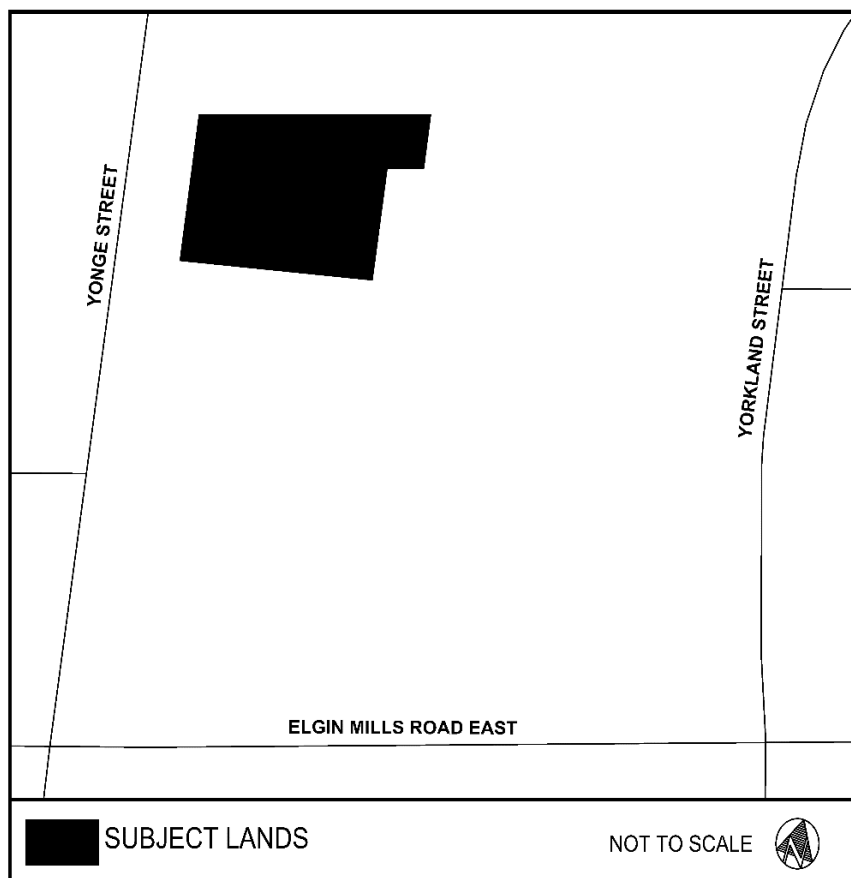 YONGE STREET
YORKLAND STREET
ELGIN MILLS ROAD EAST
SUBJECT LANDS
NOT TO SCALE